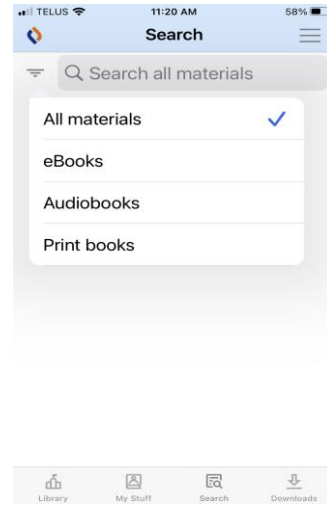 TELUS 11:20 AM 58%
Search
Search all materials
All materials
eBooks
Audiobooks
Print books
Library My Stuff Search Downloads